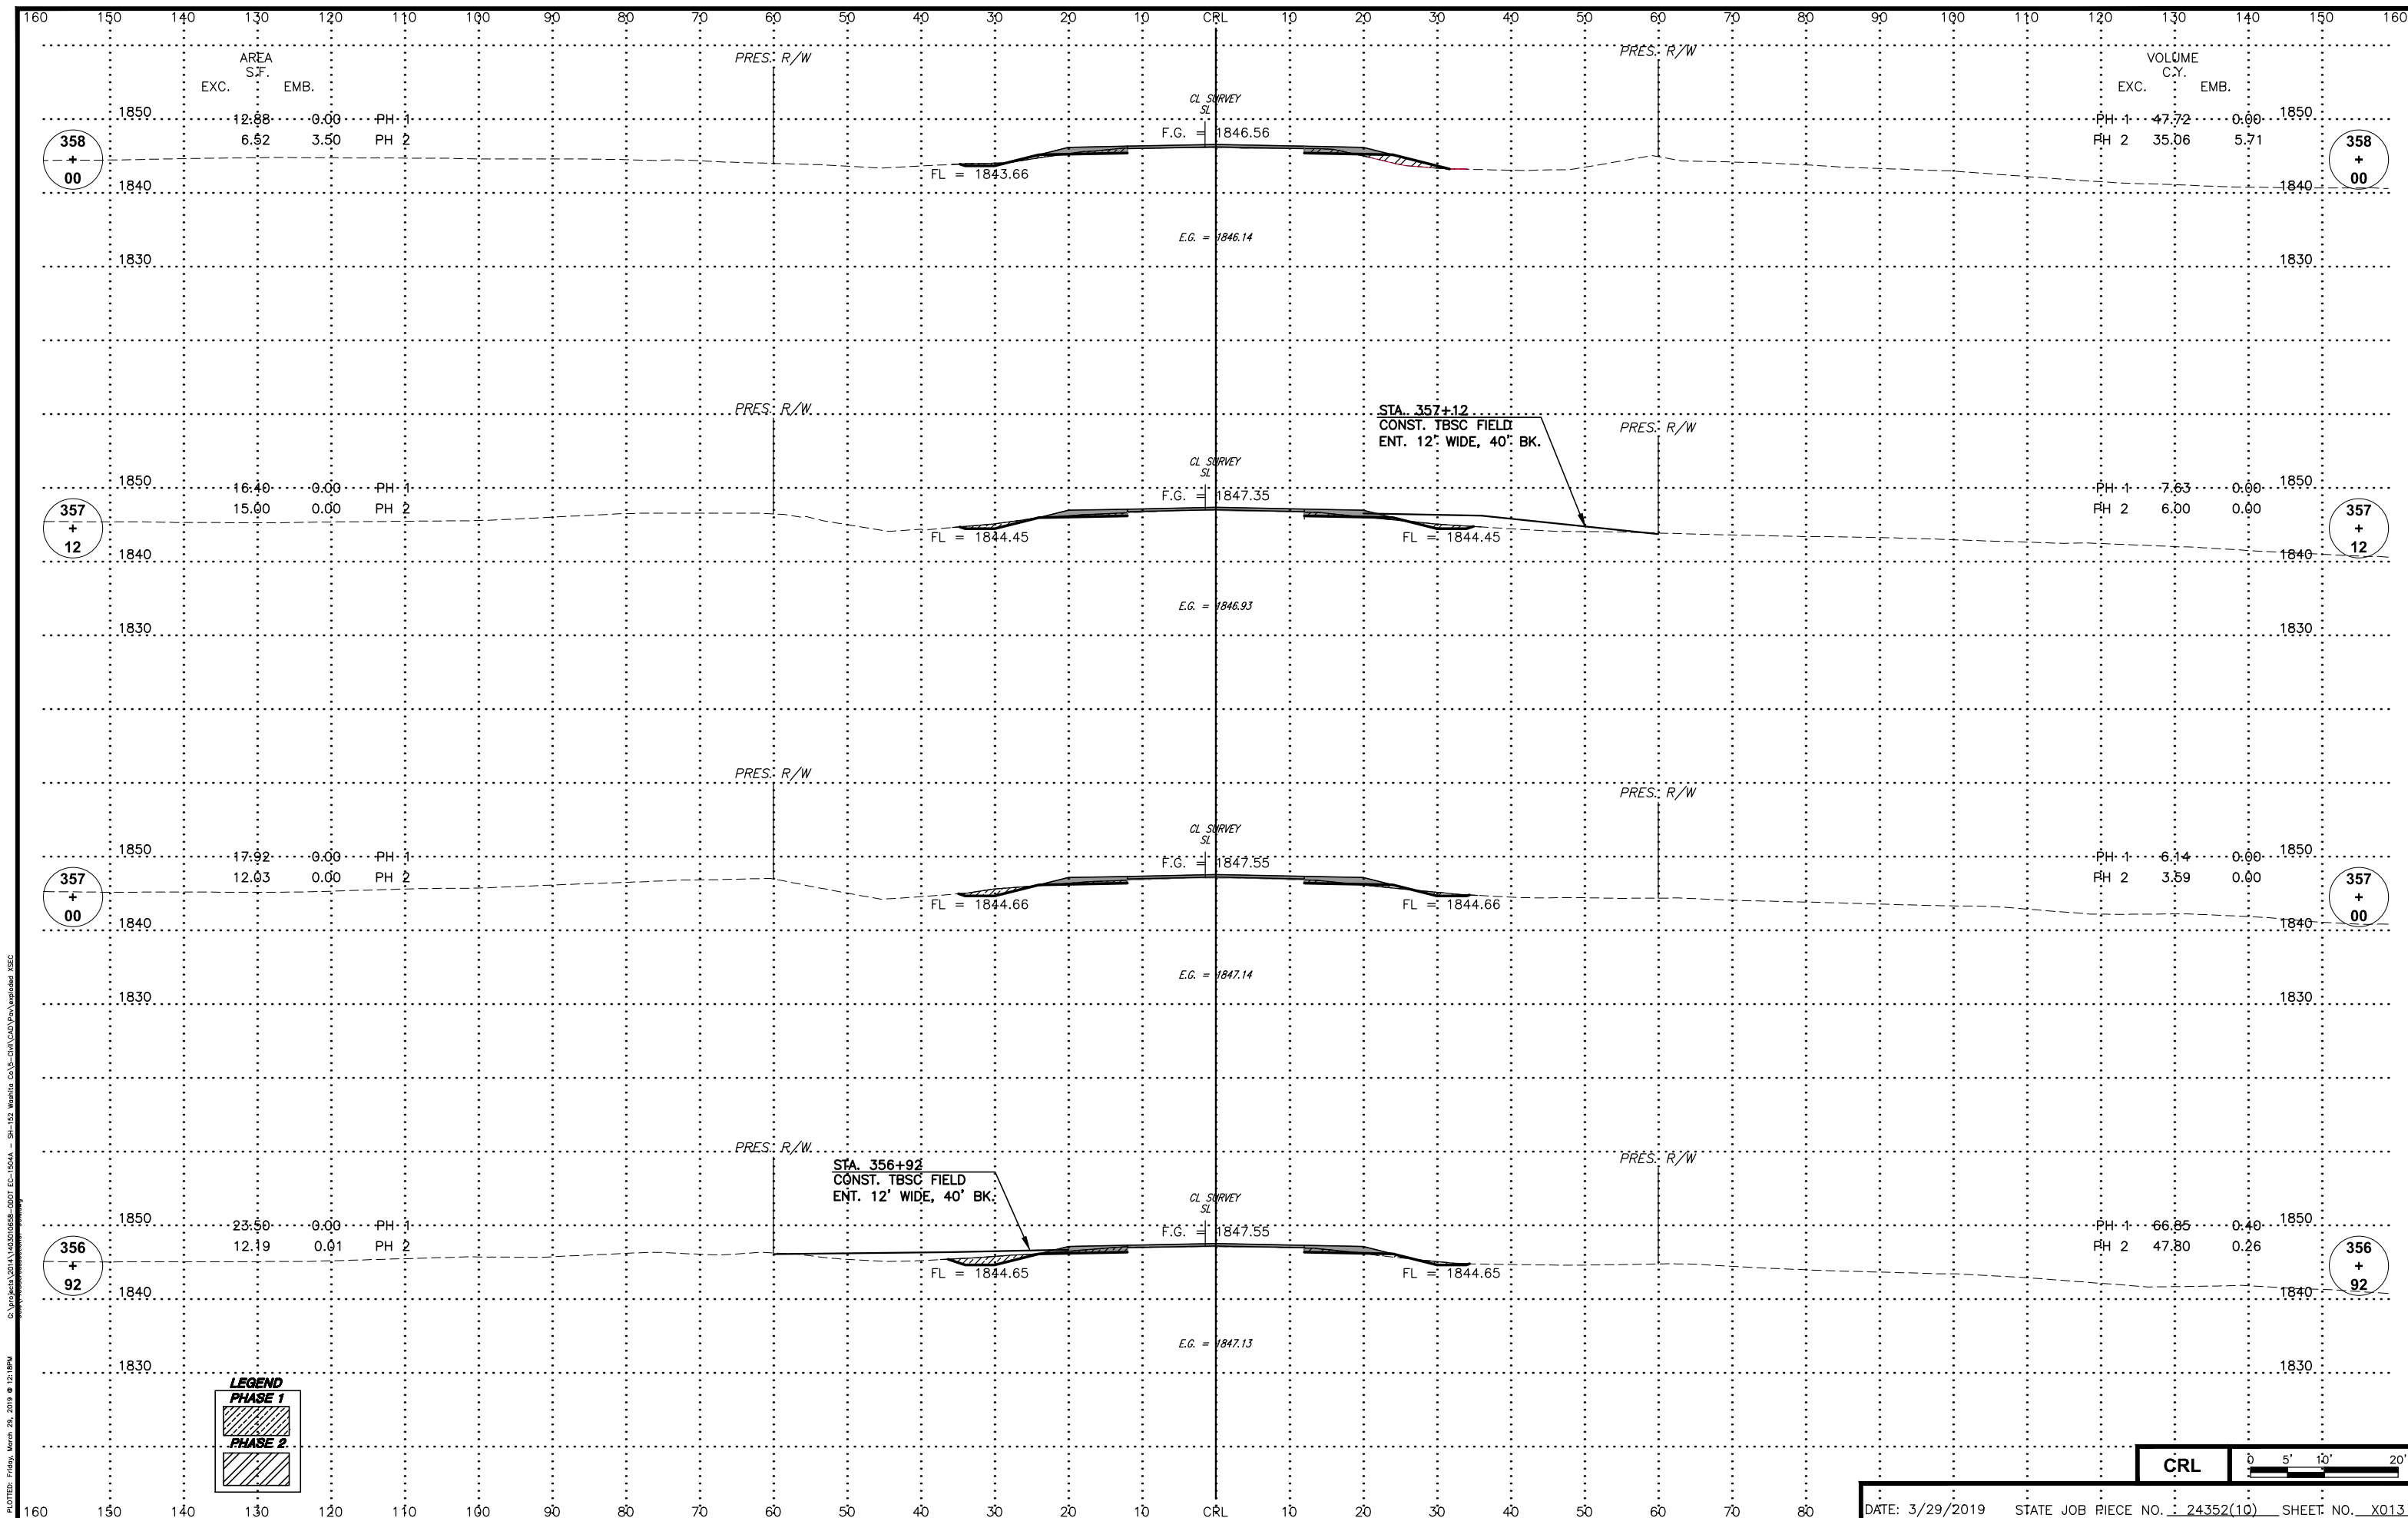 160 150 140 130 120 110 100 90 80 70 60 50 40 30 20 10 CRL 10 20 30 40 50 60 70 80 90 100 110 120 130 140 150 160
AREA
S.F.
EXC. EMB.
PRES. R/W
PRES. R/W
VOLUME
C.Y.
EXC. EMB.
CL SURVEY
SL
1850 12.88 0.00 PH 1
6.52 3.50 PH 2
F.G. = 1846.56
PH 1 47.72 0.00 1850
PH 2 35.06 5.71
358
+
00
358
+
00
FL = 1843.66
1840 1840
E.G. = 1846.14
1830 1830
PRES. R/W
STA. 357+12
CONST. TBSC FIELD
ENT. 12' WIDE, 40' BK.
PRES. R/W
CL SURVEY
SL
1850 16.40 0.00 PH 1
15.00 0.00 PH 2
F.G. = 1847.35
PH 1 7.63 0.00 1850
PH 2 6.00 0.00
357
+
12
357
+
12
FL = 1844.45 FL = 1844.45
1840 1840
E.G. = 1846.93
1830 1830
PRES. R/W
PRES. R/W
CL SURVEY
SL
1850 17.92 0.00 PH 1
12.03 0.00 PH 2
F.G. = 1847.55
PH 1 6.14 0.00 1850
PH 2 3.59 0.00
357
+
00
357
+
00
FL = 1844.66 FL = 1844.66
1840 1840
E.G. = 1847.14
1830 1830
PRES. R/W
STA. 356+92
CONST. TBSC FIELD
ENT. 12' WIDE, 40' BK.
PRES. R/W
CL SURVEY
SL
1850 23.50 0.00 PH 1
12.19 0.01 PH 2
F.G. = 1847.55
PH 1 66.85 0.40 1850
PH 2 47.80 0.26
356
+
92
356
+
92
FL = 1844.65 FL = 1844.65
1840 1840
E.G. = 1847.13
1830 1830
LEGEND
PHASE 1
PHASE 2
CRL
0 5' 10' 20'
160 150 140 130 120 110 100 90 80 70 60 50 40 30 20 10 CRL 10 20 30 40 50 60 70 80
DATE: 3/29/2019 STATE JOB PIECE NO. 24352(10) SHEET NO. X013
PLOTTED: Friday, March 29, 2019 @ 12:18PM